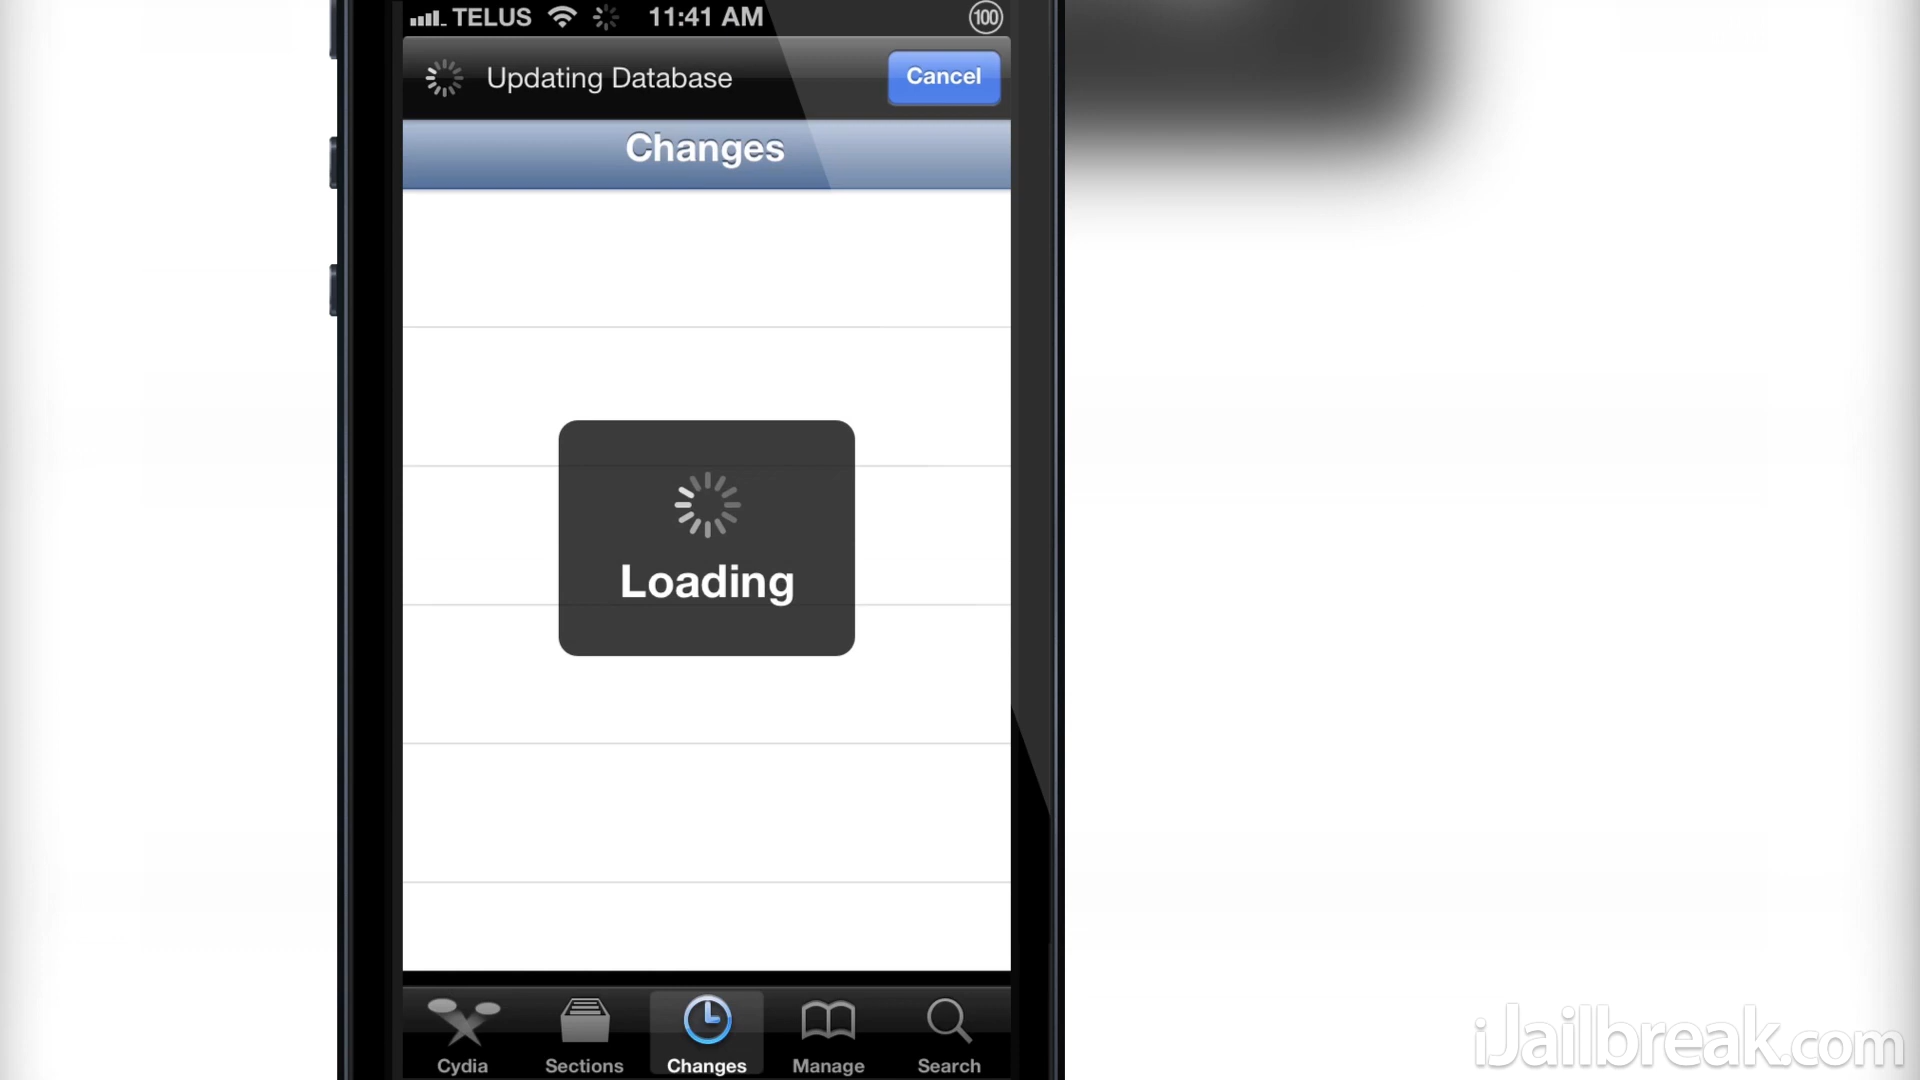 TELUS 11:41 AM 100
Updating Database Cancel
Changes
Loading
Cydia Sections Changes Manage Search
iJailbreak.com